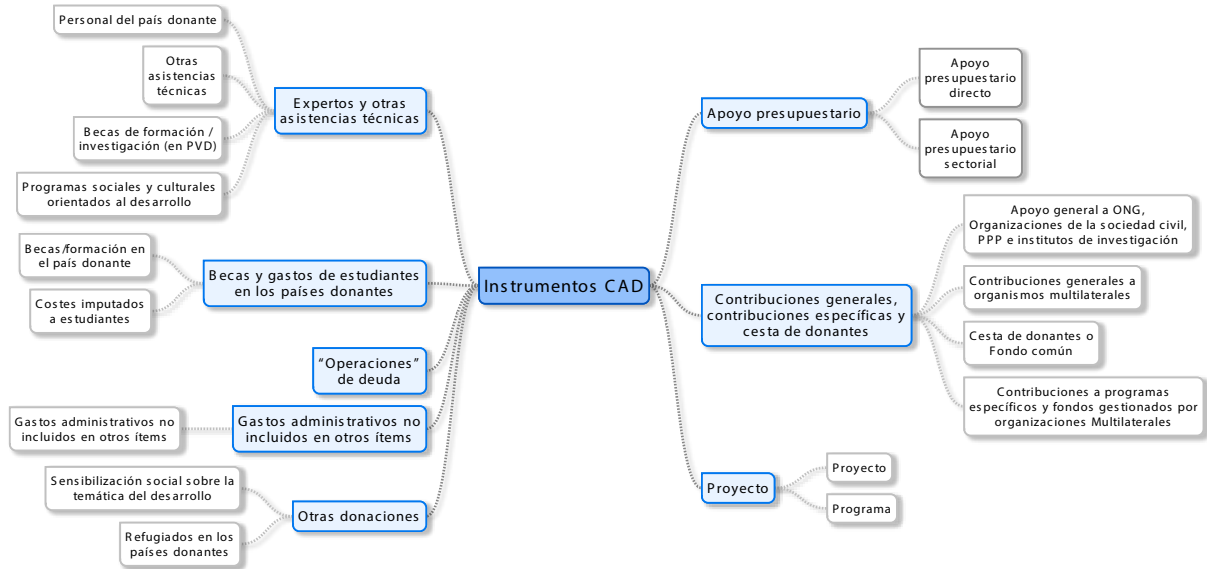 Personal del país donante
Otras
asistencias
técnicas
Becas de formación /
investigación (en PVD)
Programas sociales y culturales
orientados al desarrollo
Expertos y otras
asistencias técnicas
Becas/formación en
el país donante
Costes imputados
a estudiantes
Becas y gastos de estudiantes
en los países donantes
“Operaciones”
de deuda
Gastos administrativos no
incluidos en otros ítems
Gastos administrativos no
incluidos en otros ítems
Sensibilización social sobre la
temática del desarrollo
Refugiados en los
países donantes
Otras donaciones
Instrumentos CAD
Apoyo presupuestario
Apoyo
presupuestario
directo
Apoyo
presupuestario
sectorial
Contribuciones generales,
contribuciones específicas y
cesta de donantes
Apoyo general a ONG,
Organizaciones de la sociedad civil,
PPP e institutos de investigación
Contribuciones generales a
organismos multilaterales
Cesta de donantes o
Fondo común
Contribuciones a programas
específicos y fondos gestionados por
organizaciones Multilaterales
Proyecto
Proyecto
Programa